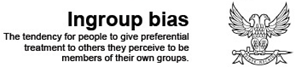 Ingroup bias
The tendency for people to give preferential
treatment to others they perceive to be
members of their own groups.